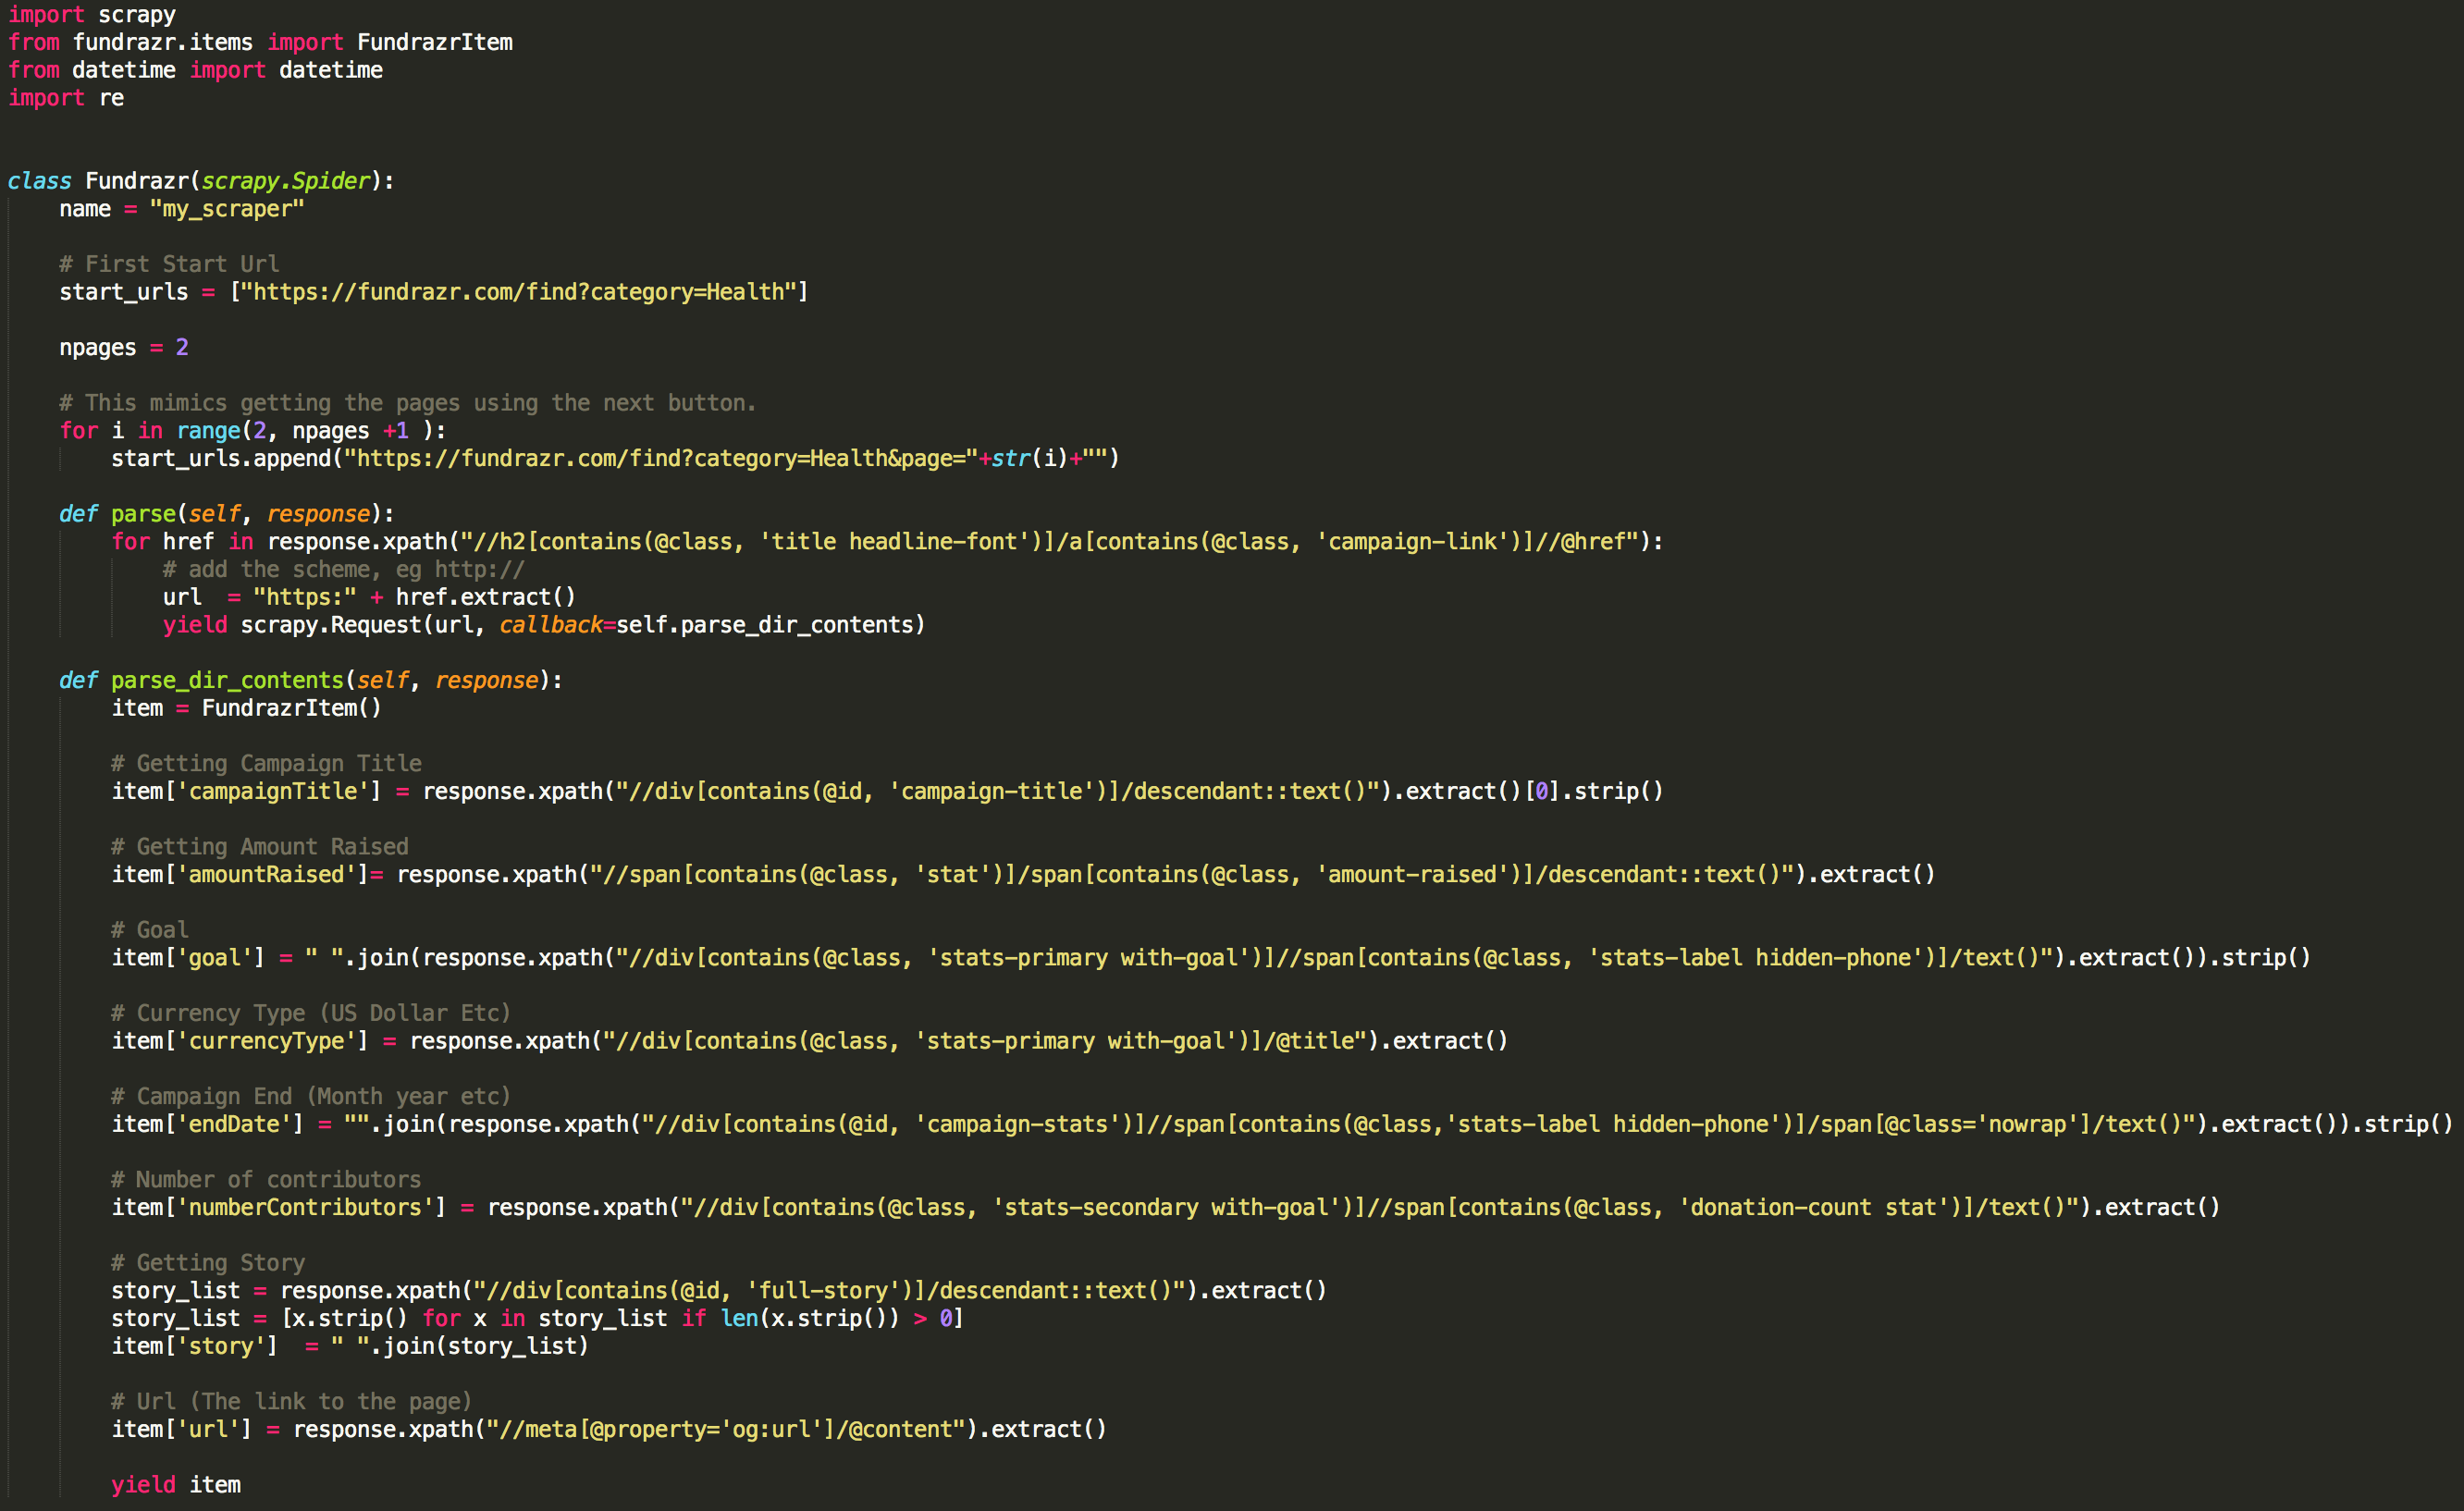 import scrapy
from fundrazr.items import FundrazrItem
from datetime import datetime
import re
class Fundrazr(scrapy.Spider):
    name = "my_scraper"
    # First Start Url
    start_urls = ["https://fundrazr.com/find?category=Health"]
    npages = 2
    # This mimics getting the pages using the next button.
    for i in range(2, npages +1 ):
        start_urls.append("https://fundrazr.com/find?category=Health&page="+str(i)+"")
    def parse(self, response):
        for href in response.xpath("//h2[contains(@class, 'title headline-font')]/a[contains(@class, 'campaign-link')]//@href"):
            # add the scheme, eg http://
            url  = "https:" + href.extract()
            yield scrapy.Request(url, callback=self.parse_dir_contents)
    def parse_dir_contents(self, response):
        item = FundrazrItem()
        # Getting Campaign Title
        item['campaignTitle'] = response.xpath("//div[contains(@id, 'campaign-title')]/descendant::text()").extract()[0].strip()
        # Getting Amount Raised
        item['amountRaised']= response.xpath("//span[contains(@class, 'stat')]/span[contains(@class, 'amount-raised')]/descendant::text()").extract()
        # Goal
        item['goal'] = " ".join(response.xpath("//div[contains(@class, 'stats-primary with-goal')]//span[contains(@class, 'stats-label hidden-phone')]/text()").extract()).strip()
        # Currency Type (US Dollar Etc)
        item['currencyType'] = response.xpath("//div[contains(@class, 'stats-primary with-goal')]/@title").extract()
        # Campaign End (Month year etc)
        item['endDate'] = "".join(response.xpath("//div[contains(@id, 'campaign-stats')]//span[contains(@class,'stats-label hidden-phone')]/span[@class='nowrap']/text()").extract()).strip()
        # Number of contributors
        item['numberContributors'] = response.xpath("//div[contains(@class, 'stats-secondary with-goal')]//span[contains(@class, 'donation-count stat')]/text()").extract()
        # Getting Story
        story_list = response.xpath("//div[contains(@id, 'full-story')]/descendant::text()").extract()
        story_list = [x.strip() for x in story_list if len(x.strip()) > 0]
        item['story']  = " ".join(story_list)
        # Url (The link to the page)
        item['url'] = response.xpath("//meta[@property='og:url']/@content").extract()
        yield item